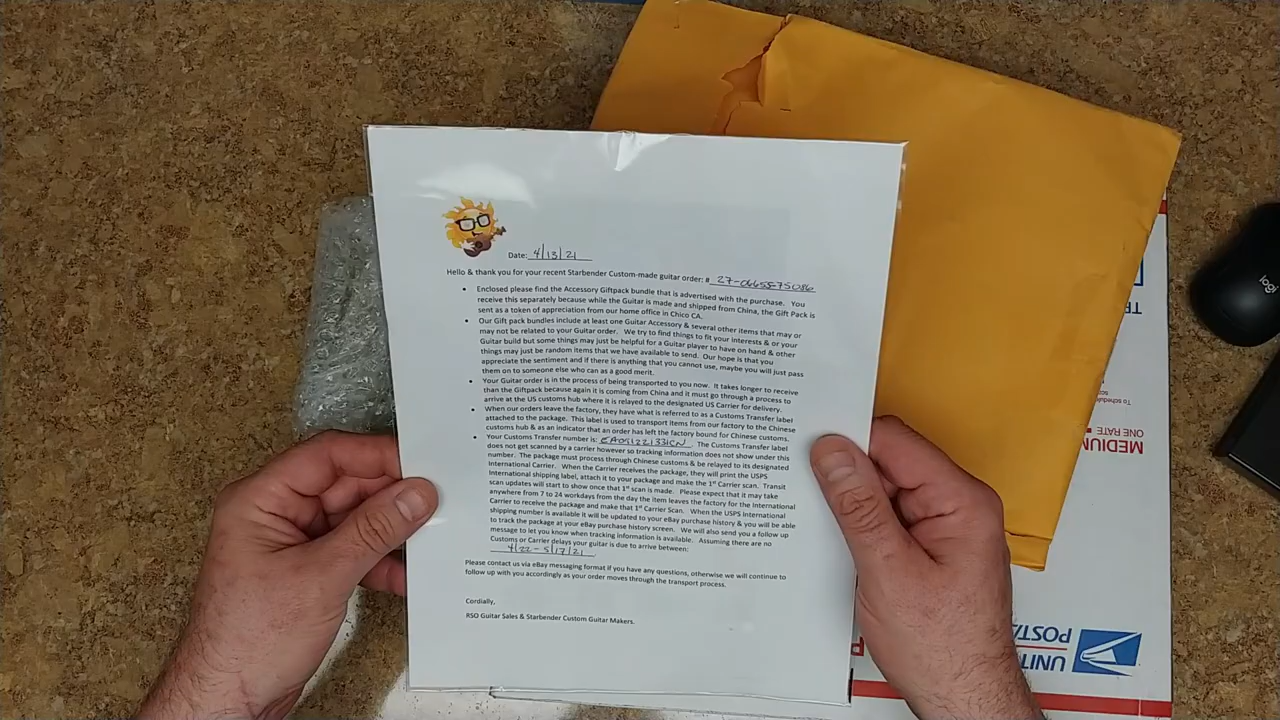 Date: 4/13/21
Hello & thank you for your recent Starbender Custom-made guitar order: # 27-06655-75086
• Enclosed please find the Accessory Giftpack bundle that is advertised with the purchase. You
receive this separately because while the Guitar is made and shipped from China, the Gift Pack is
sent as a token of appreciation from our home office in Chico CA.
• Our Gift pack bundles include at least one Guitar Accessory & several other items that may or
may not be related to your Guitar order. We try to find things to fit your interests & or your
Guitar build but some things may just be helpful for a Guitar player to have on hand & other
things may just be random items that we have available to send. Our hope is that you
appreciate the sentiment and if there is anything that you cannot use, maybe you will just pass
them on to someone else who can as a good merit.
• Your Guitar order is in the process of being transported to you now. It takes longer to receive
than the Giftpack because again it is coming from China and it must go through a process to
arrive at the US customs hub where it is relayed to the designated US Carrier for delivery.
• When our orders leave the factory, they have what is referred to as a Customs Transfer label
attached to the package. This label is used to transport items from our factory to the Chinese
customs hub & as an indicator that an order has left the factory bound for Chinese customs.
• Your Customs Transfer number is: The Customs Transfer label
does not get scanned by a carrier however so tracking information does not show under this
number. The package must process through Chinese customs & be relayed to its designated
International Carrier. When the Carrier receives the package, they will print the USPS
International shipping label, attach it to your package and make the 1st Carrier scan. Transit
scan updates will start to show once that 1st scan is made. Please expect that it may take
anywhere from 7 to 24 workdays from the day the item leaves the factory for the International
Carrier to receive the package and make that 1st Carrier Scan. When the USPS International
shipping number is available it will be updated to your eBay purchase history & you will be able
to track the package at your eBay purchase history screen. We will also send you a follow up
message to let you know when tracking information is available. Assuming there are no
Customs or Carrier delays your guitar is due to arrive between:
4/22 - 5/17/21
Please contact us via eBay messaging format if you have any questions, otherwise we will continue to
follow up with you accordingly as your order moves through the transport process.
Cordially,
RSO Guitar Sales & Starbender Custom Guitar Makers.
logi
To schedu
MEDIUM
ONE RATE
UNIT
POSTA